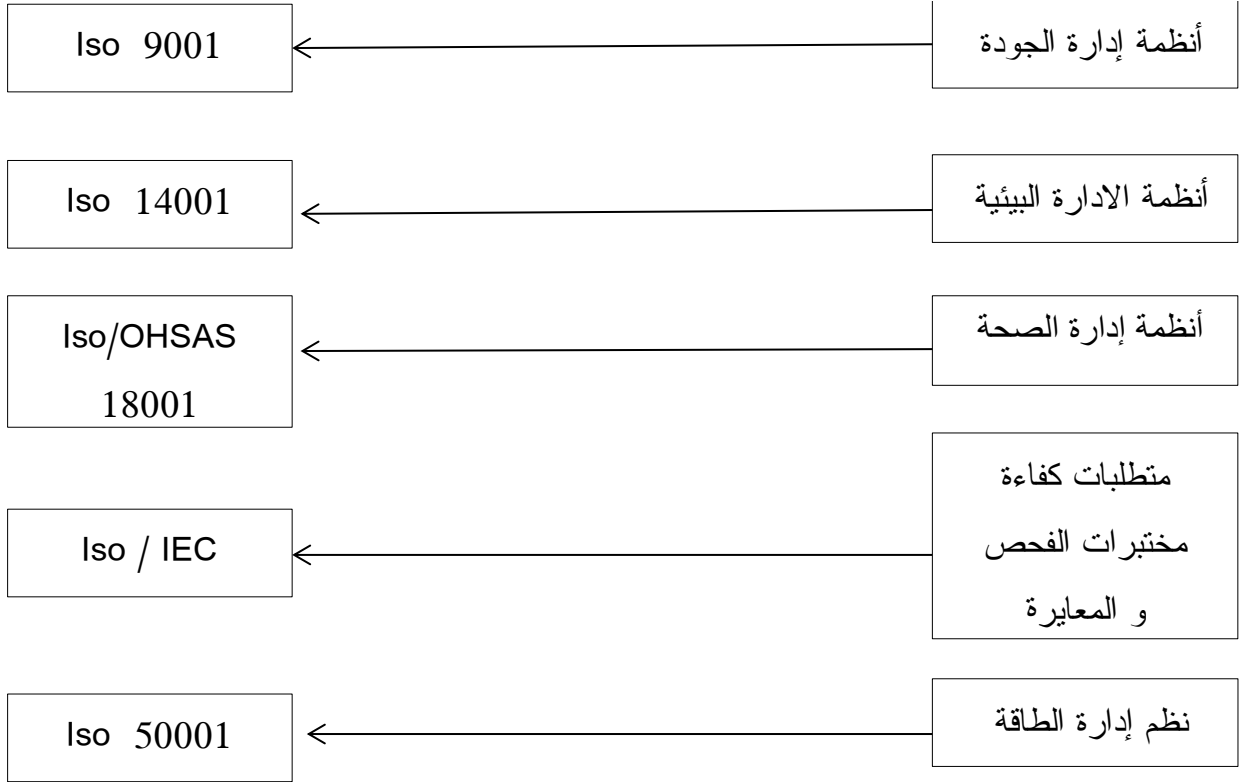 أنظمة إدارة الجودة
Iso 9001
أنظمة الادارة البيئية
Iso 14001
أنظمة إدارة الصحة
Iso/OHSAS
18001
متطلبات كفاءة
مختبرات الفحص
و المعايرة
Iso / IEC
نظم إدارة الطاقة
Iso 50001